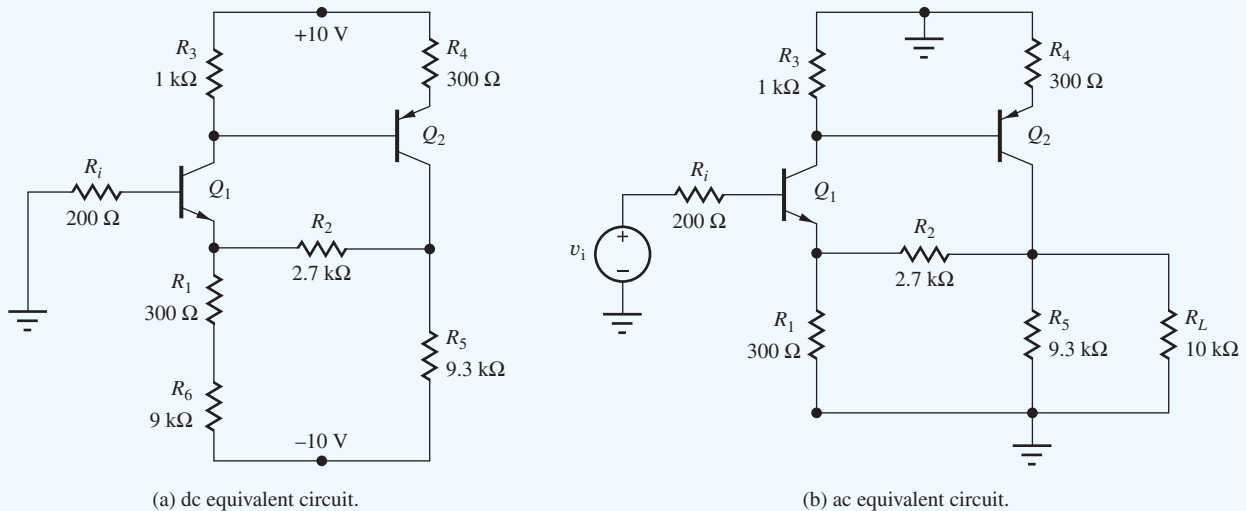 +10 V
R3
1 kΩ
R4
300 Ω
Q2
Ri
200 Ω
Q1
R2
2.7 kΩ
R1
300 Ω
R5
9.3 kΩ
R6
9 kΩ
–10 V
(a) dc equivalent circuit.
R3
1 kΩ
R4
300 Ω
Q2
Ri
200 Ω
Q1
R2
2.7 kΩ
vi
+
–
R1
300 Ω
R5
9.3 kΩ
RL
10 kΩ
(b) ac equivalent circuit.